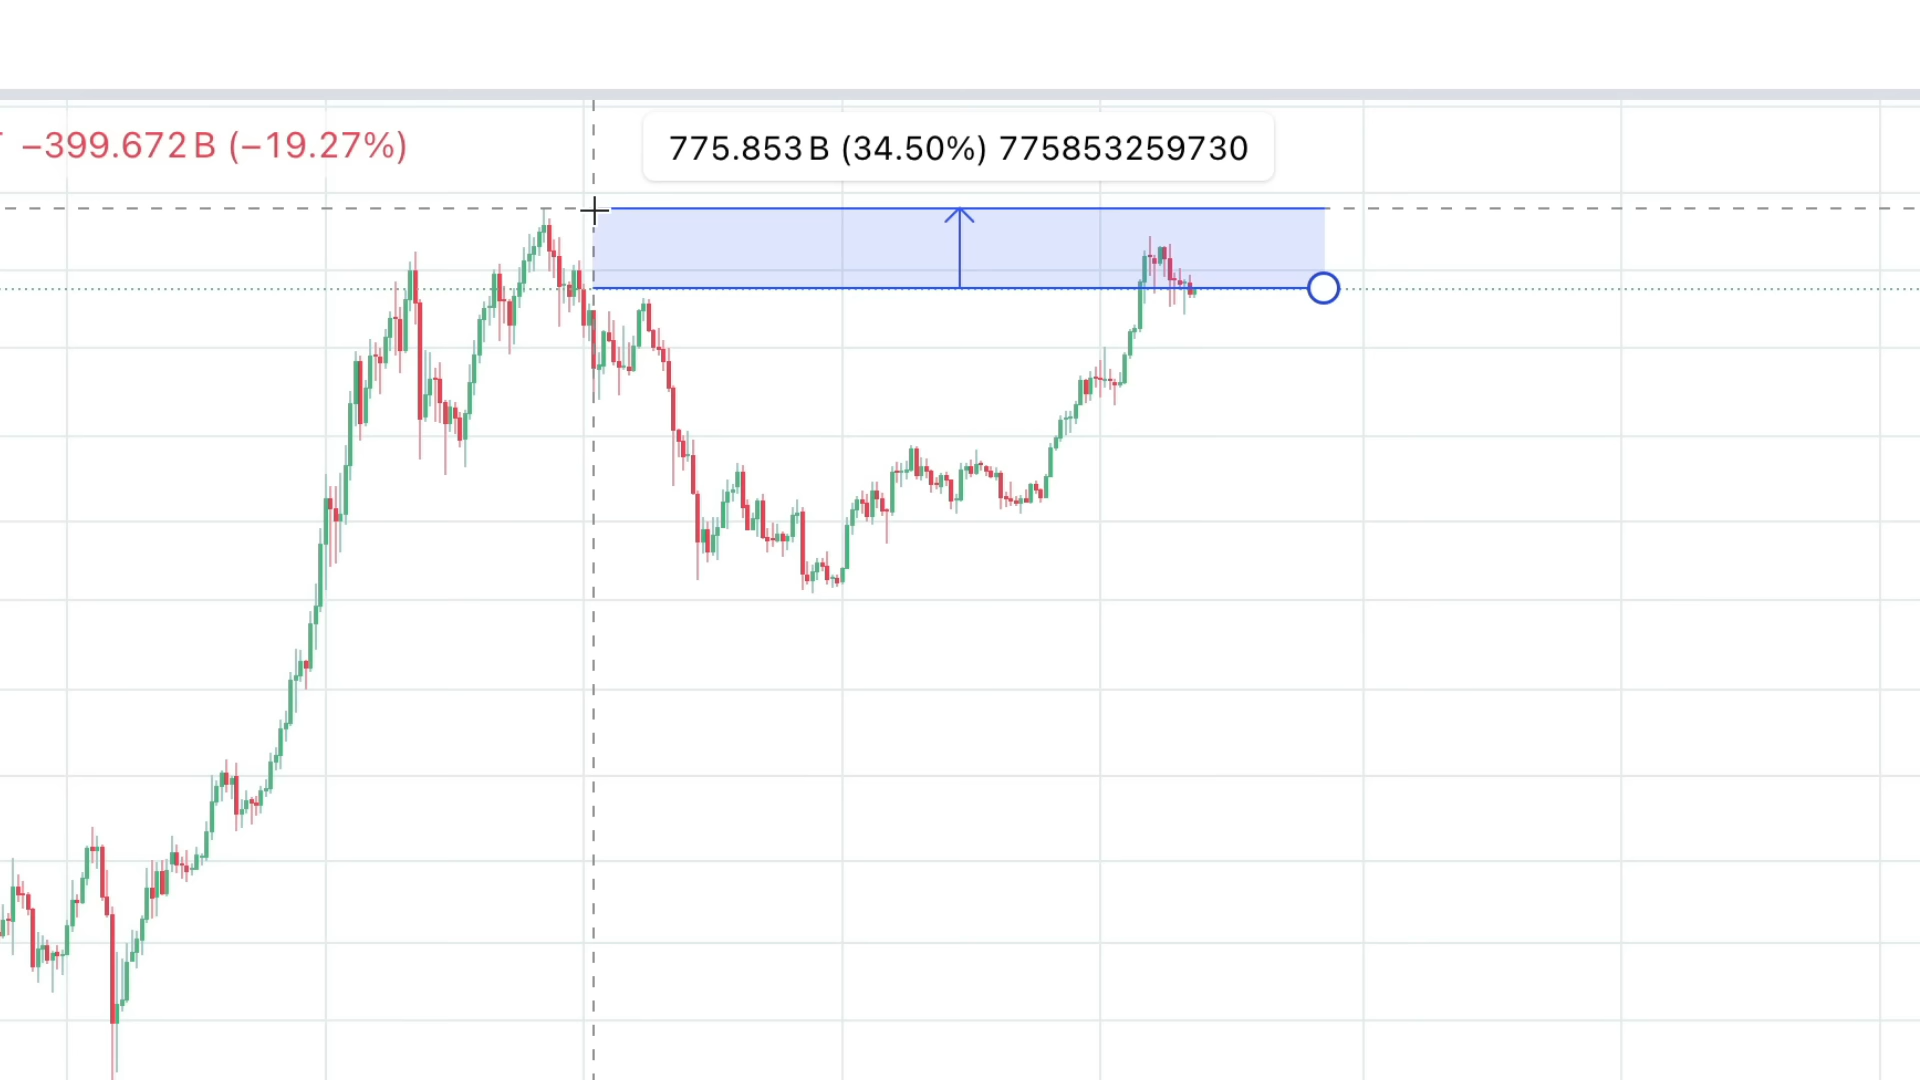 −399.672 B (−19.27%)
775.853 B (34.50%) 775853259730